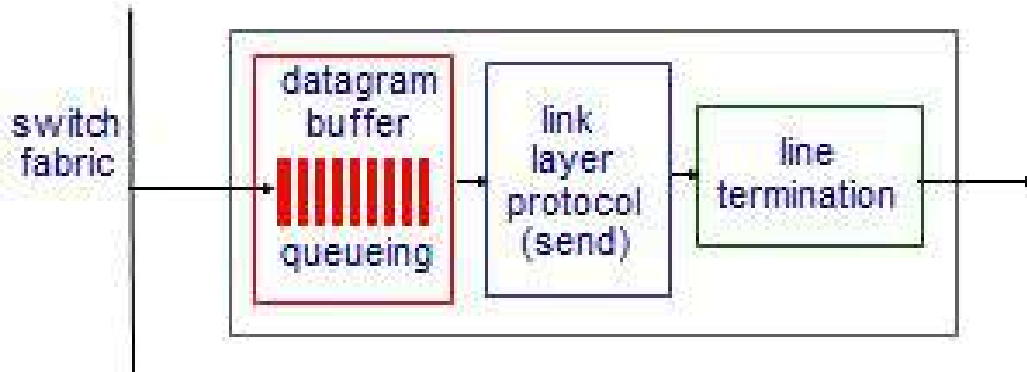 switch
fabric
datagram
buffer
queueing
link
layer
protocol
(send)
line
termination